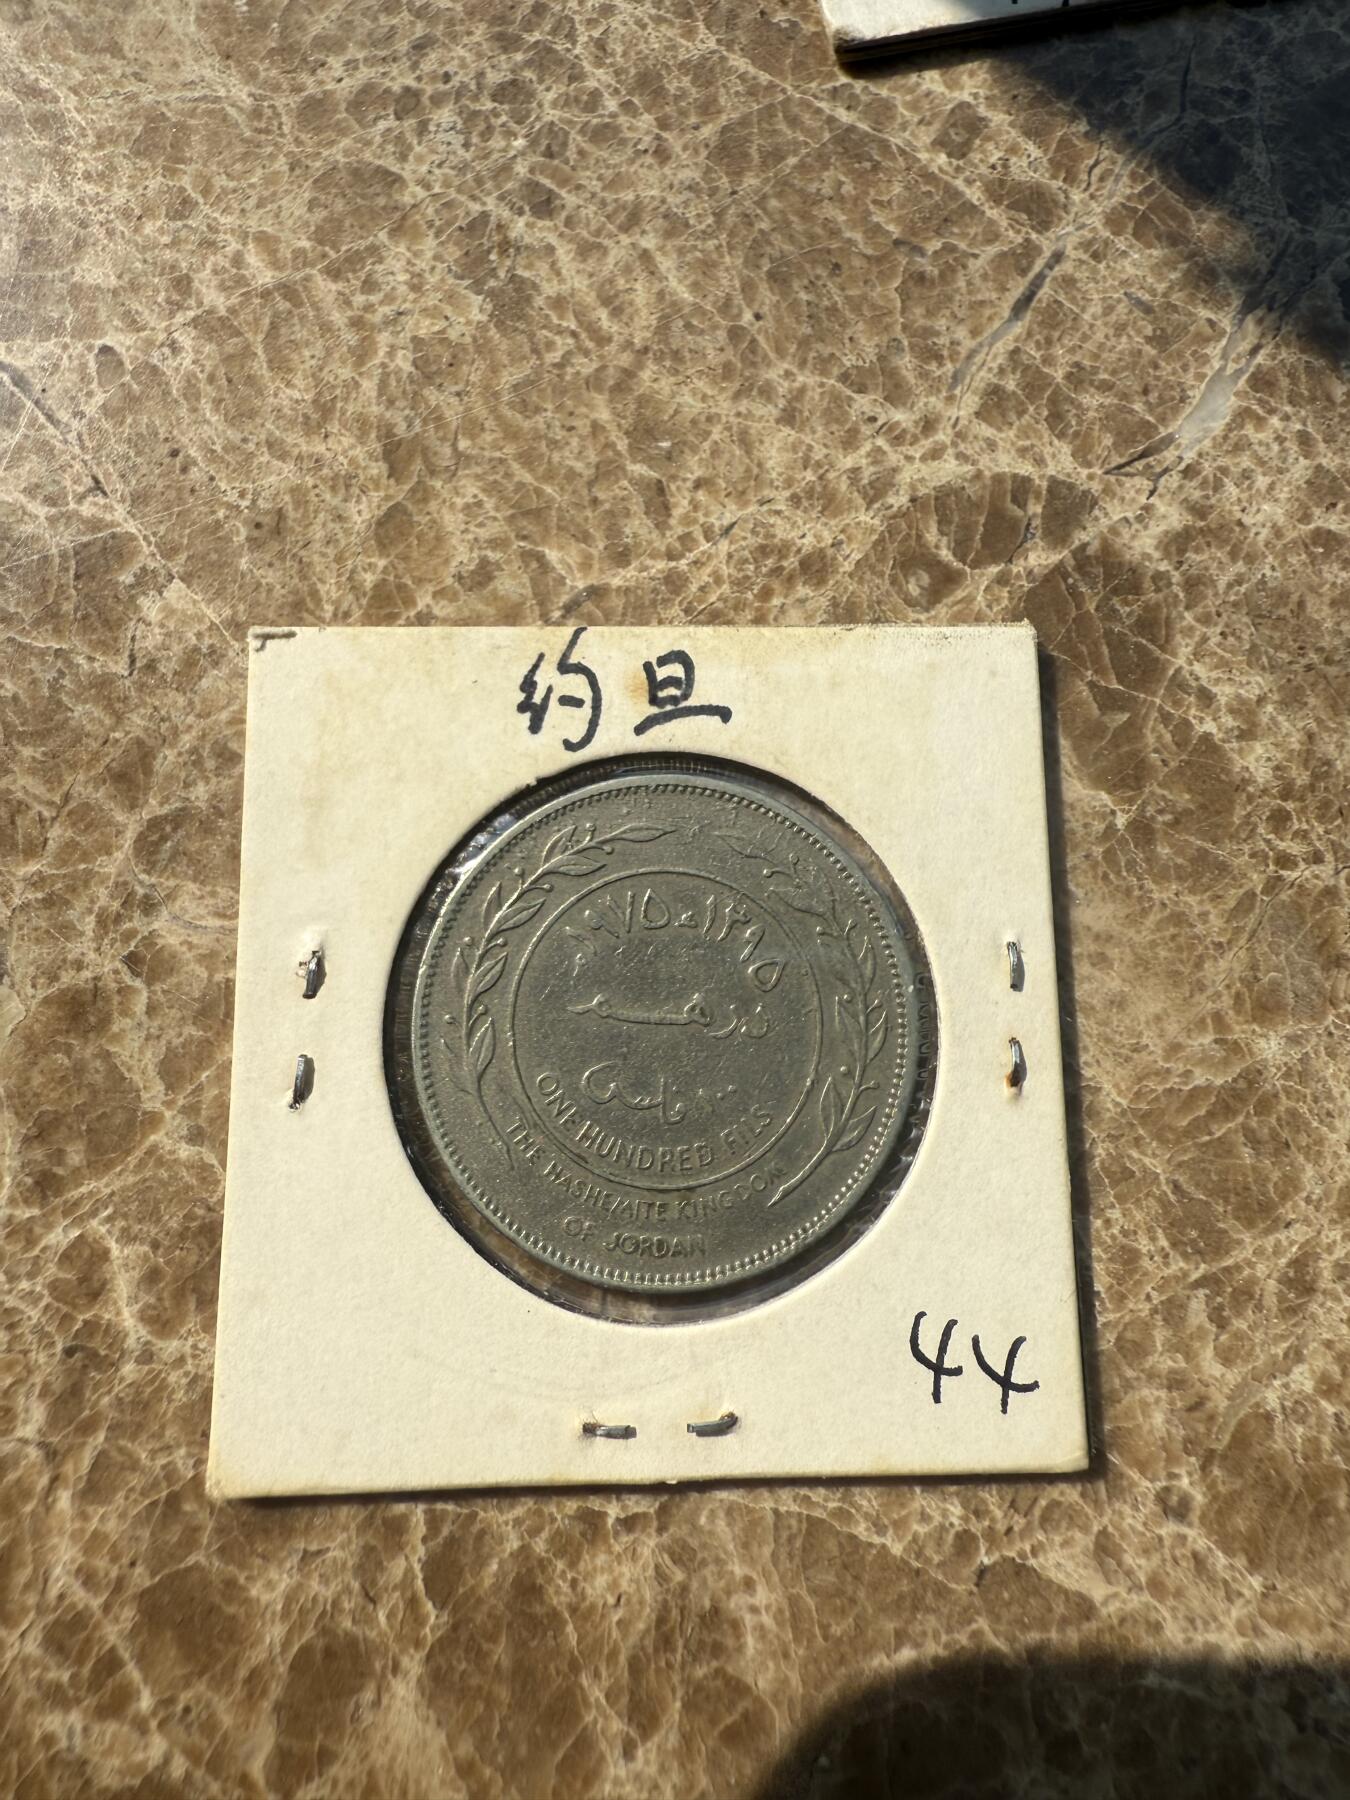 约旦
١٩٧٥ - ١٣٩٥
درهم
١٠٠ فلس
ONE HUNDRED FILS
THE HASHEMITE KINGDOM
OF JORDAN
44